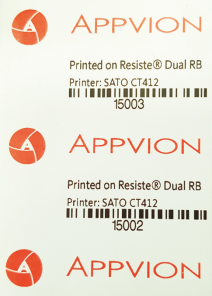 APPVION
Printed on Resiste® Dual RB
Printer: SATO CT412
15003
APPVION
Printed on Resiste® Dual RB
Printer: SATO CT412
15002
APPVION